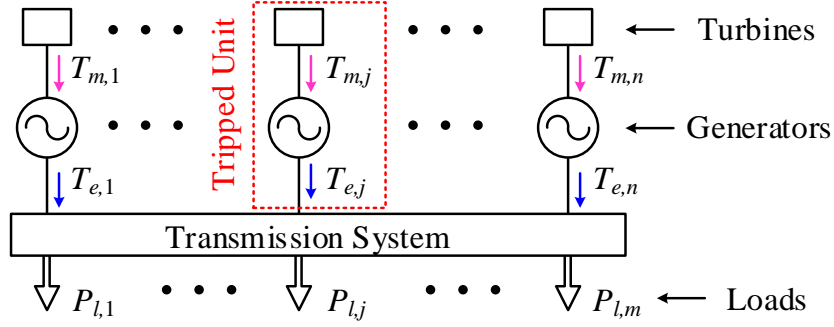 Turbines
T_{m,1}
T_{m,j}
T_{m,n}
Tripped Unit
Generators
T_{e,1}
T_{e,j}
T_{e,n}
Transmission System
P_{l,1}
P_{l,j}
P_{l,m}
Loads